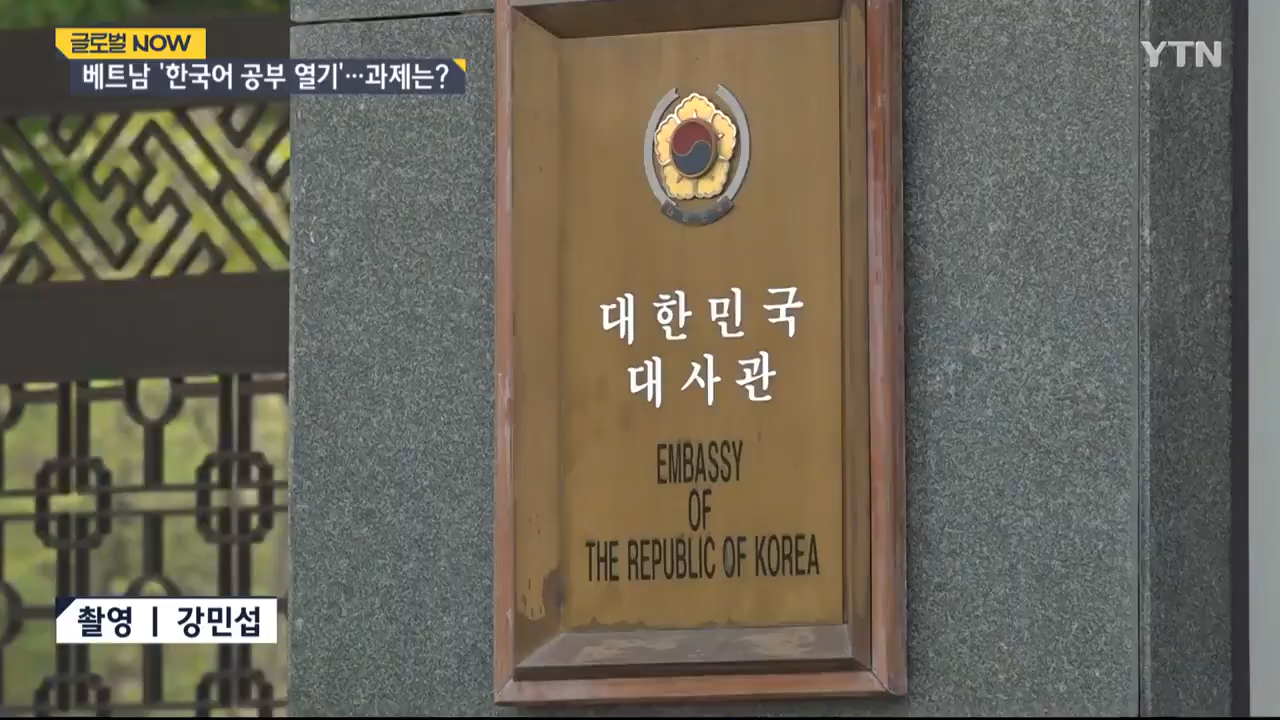 글로벌 NOW
베트남 '한국어 공부 열기'…과제는?
YTN
대한민국
대사관
EMBASSY
OF
THE REPUBLIC OF KOREA
촬영 | 강민섭